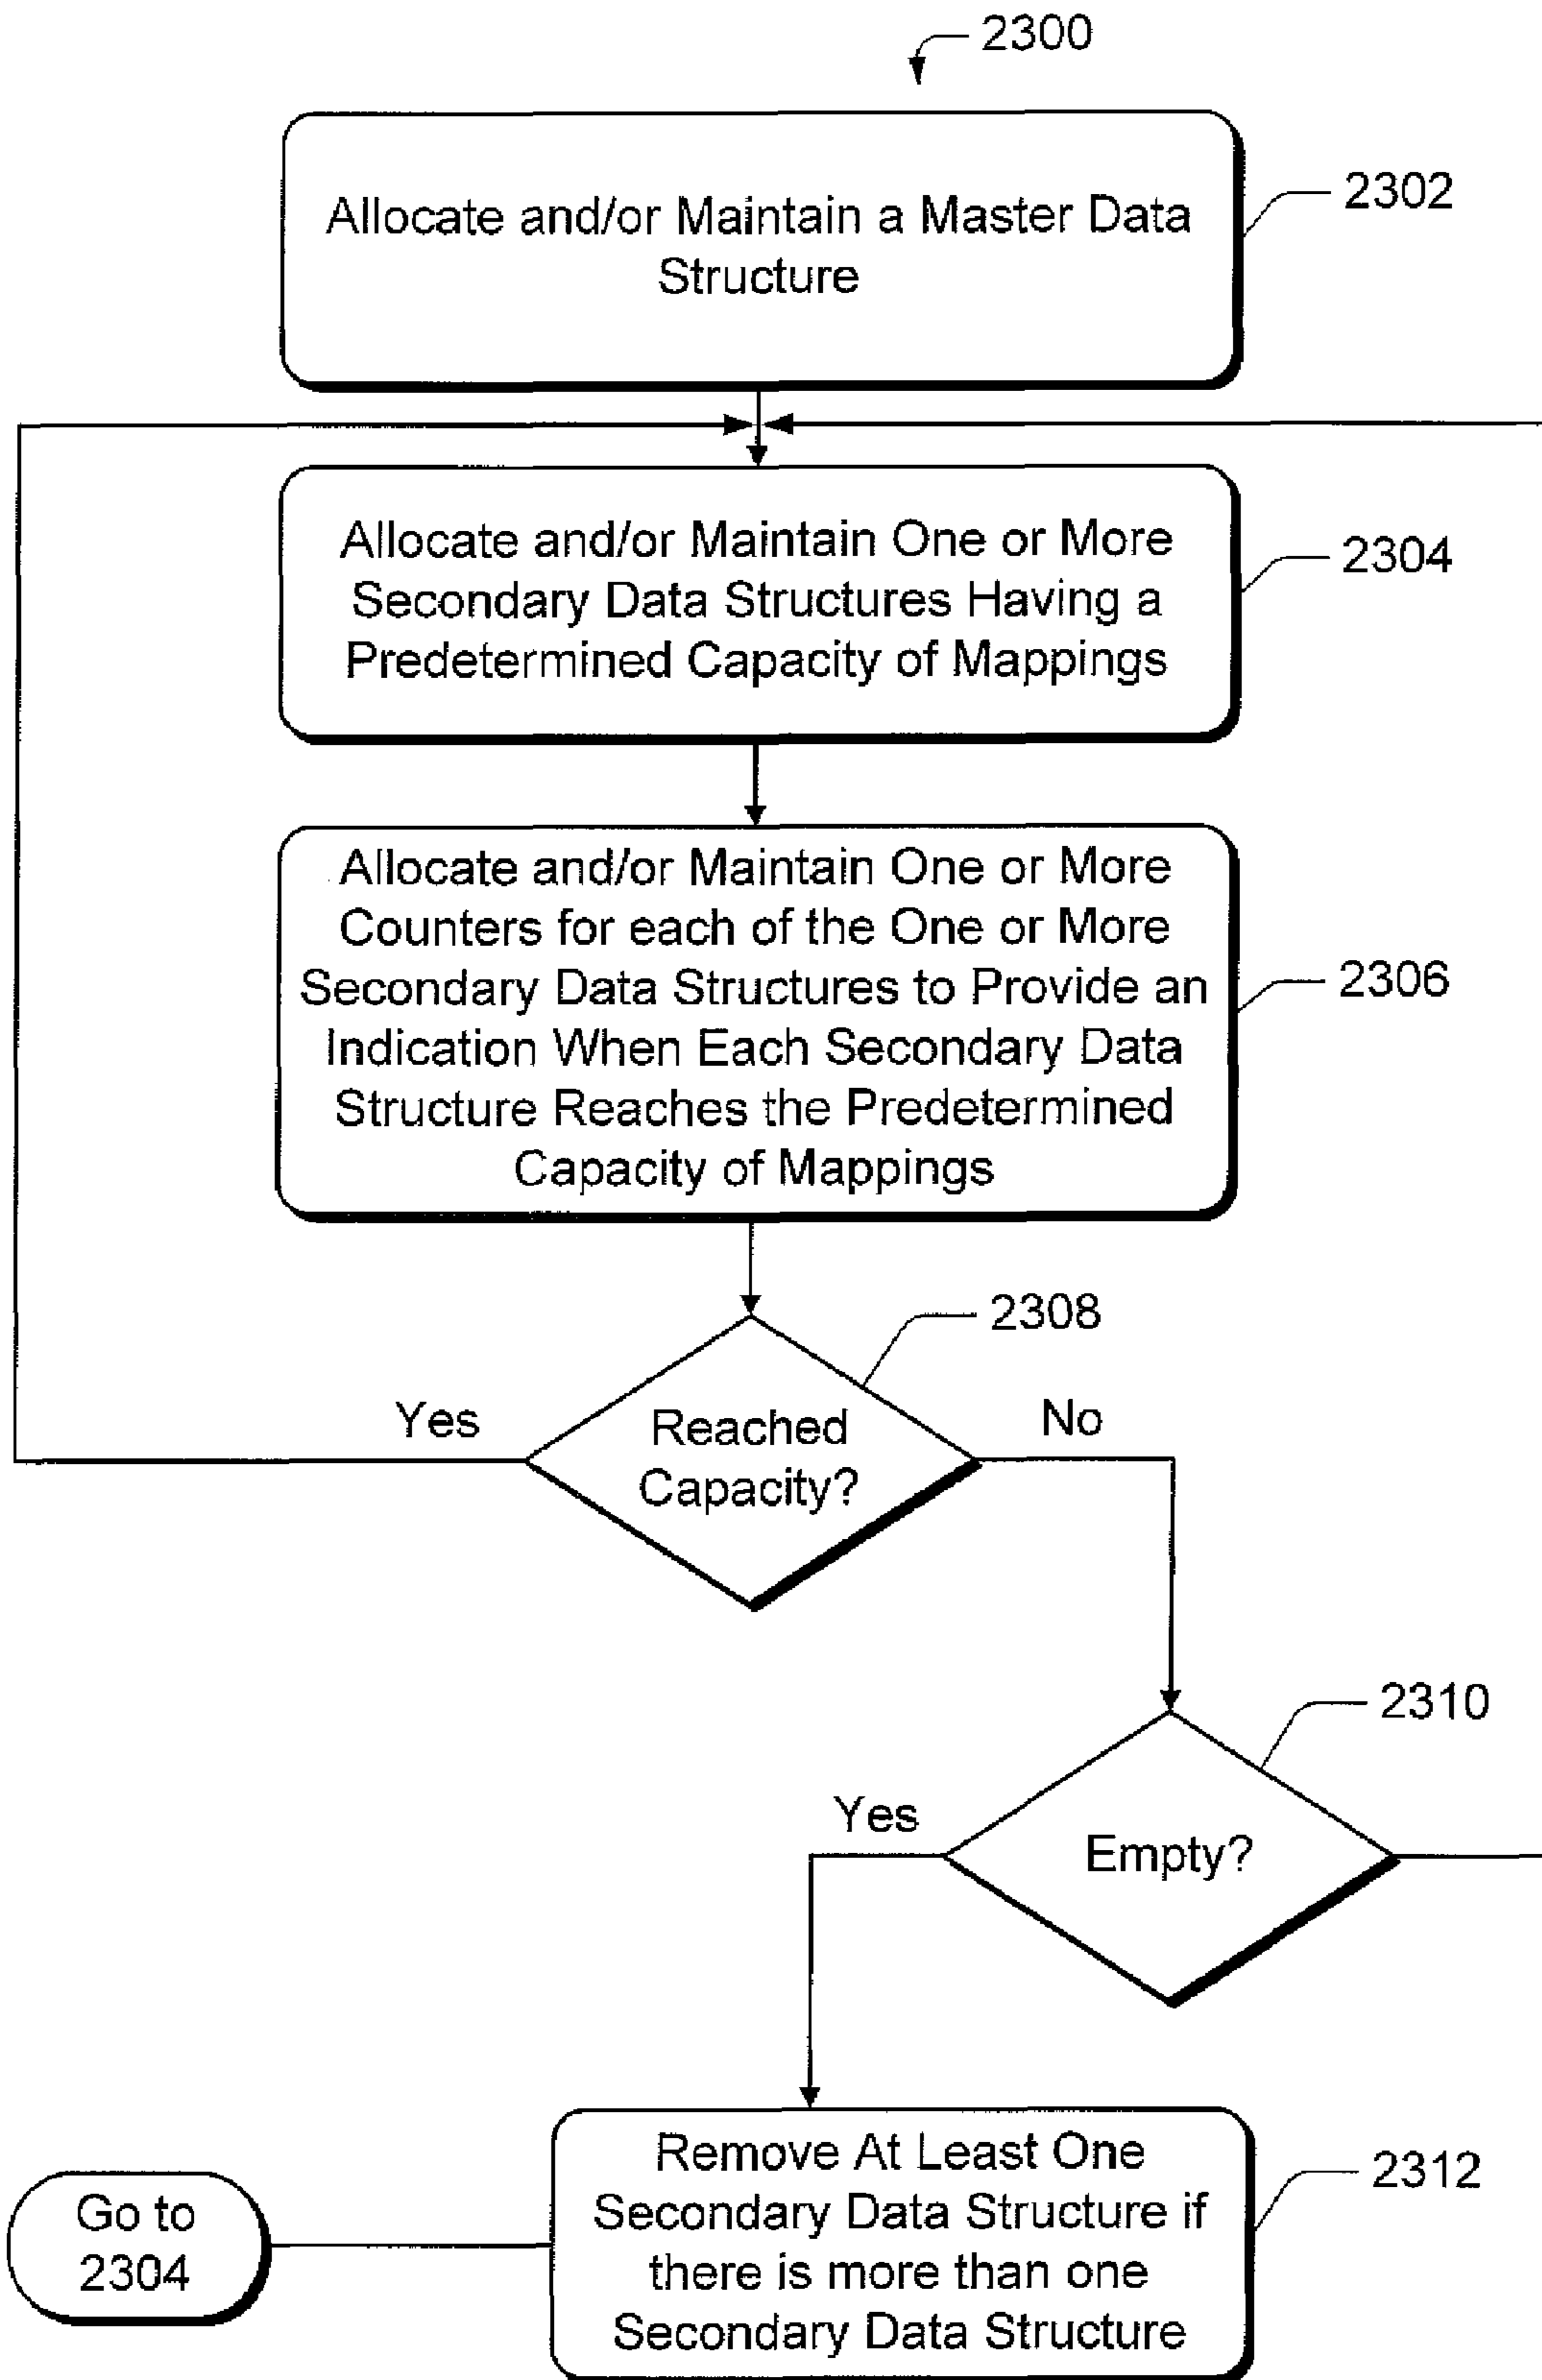 2300
Allocate and/or Maintain a Master Data
Structure
2302
Allocate and/or Maintain One or More
Secondary Data Structures Having a
Predetermined Capacity of Mappings
2304
Allocate and/or Maintain One or More
Counters for each of the One or More
Secondary Data Structures to Provide an
Indication When Each Secondary Data
Structure Reaches the Predetermined
Capacity of Mappings
2306
2308
Yes
Reached
Capacity?
No
2310
Yes
Empty?
Remove At Least One
Secondary Data Structure if
there is more than one
Secondary Data Structure
2312
Go to
2304